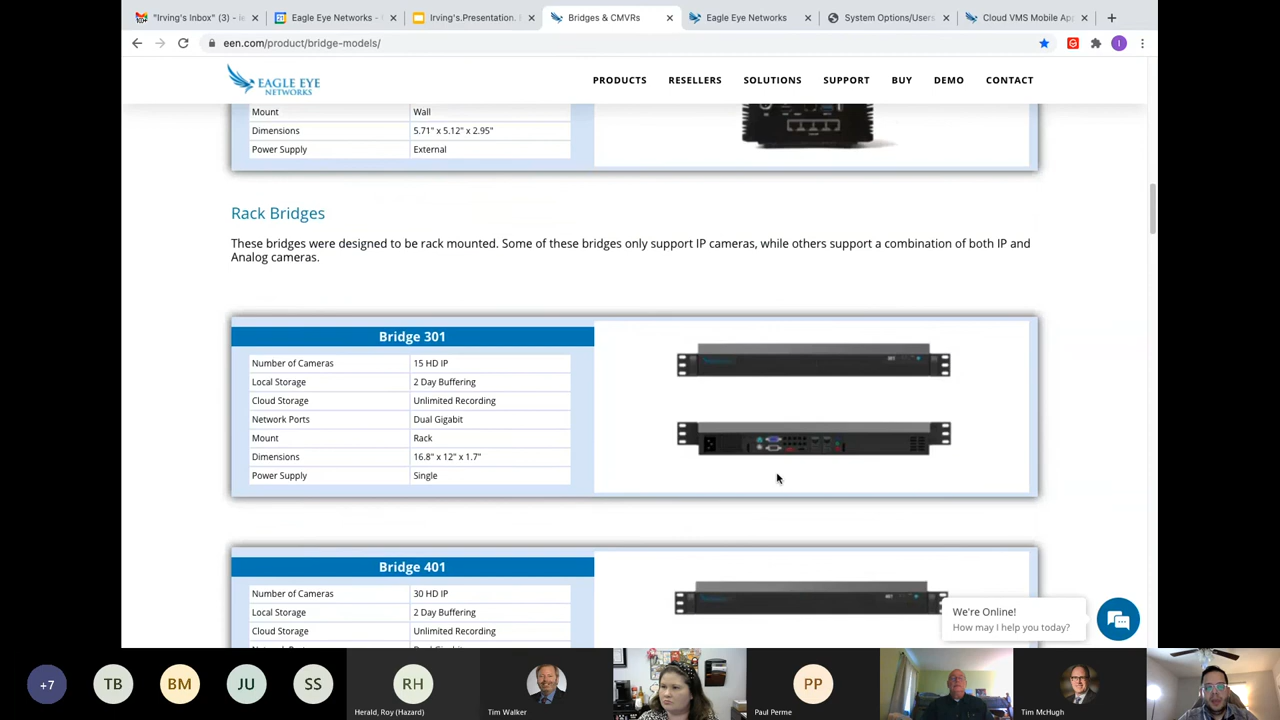 "Irving's Inbox" (3) - i
Eagle Eye Networks -
Irving's.Presentation.
Bridges & CMVRs
Eagle Eye Networks
System Options/Users
Cloud VMS Mobile Ap
een.com/product/bridge-models/
I
EAGLE EYE
NETWORKS
PRODUCTS RESELLERS SOLUTIONS SUPPORT BUY DEMO CONTACT
Mount Wall
Dimensions 5.71" x 5.12" x 2.95"
Power Supply External
Rack Bridges
These bridges were designed to be rack mounted. Some of these bridges only support IP cameras, while others support a combination of both IP and
Analog cameras.
Bridge 301
Number of Cameras 15 HD IP
Local Storage 2 Day Buffering
Cloud Storage Unlimited Recording
Network Ports Dual Gigabit
Mount Rack
Dimensions 16.8" x 12" x 1.7"
Power Supply Single
Bridge 401
Number of Cameras 30 HD IP
Local Storage 2 Day Buffering
Cloud Storage Unlimited Recording
We're Online!
How may I help you today?
+7
TB
BM
JU
SS
RH
Herald, Roy (Hazard)
Tim Walker
PP
Paul Perme
Tim McHugh